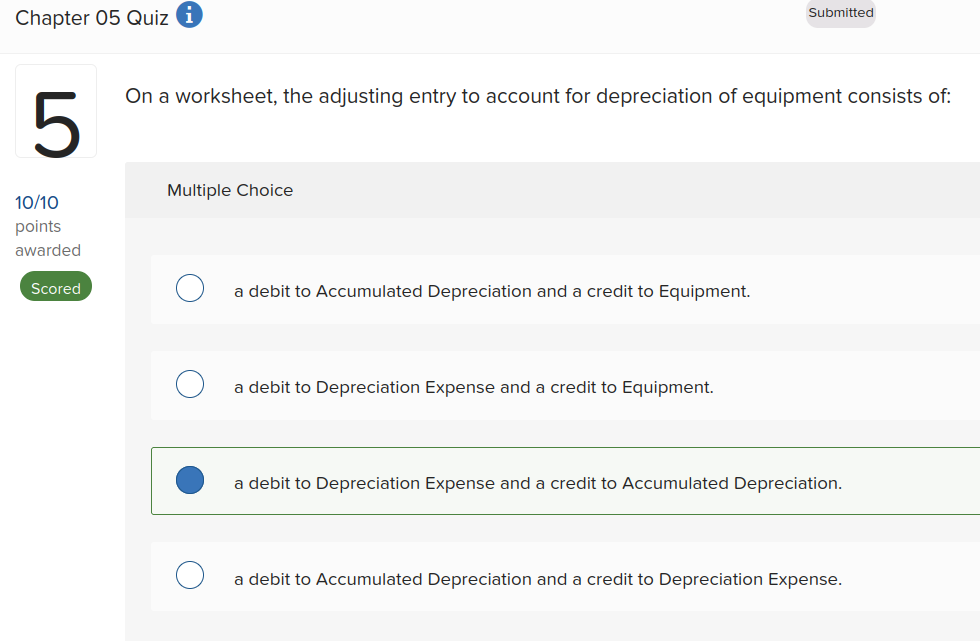 Chapter 05 Quiz i
Submitted
5
On a worksheet, the adjusting entry to account for depreciation of equipment consists of:
10/10
points
awarded
Scored
Multiple Choice
a debit to Accumulated Depreciation and a credit to Equipment.
a debit to Depreciation Expense and a credit to Equipment.
a debit to Depreciation Expense and a credit to Accumulated Depreciation.
a debit to Accumulated Depreciation and a credit to Depreciation Expense.